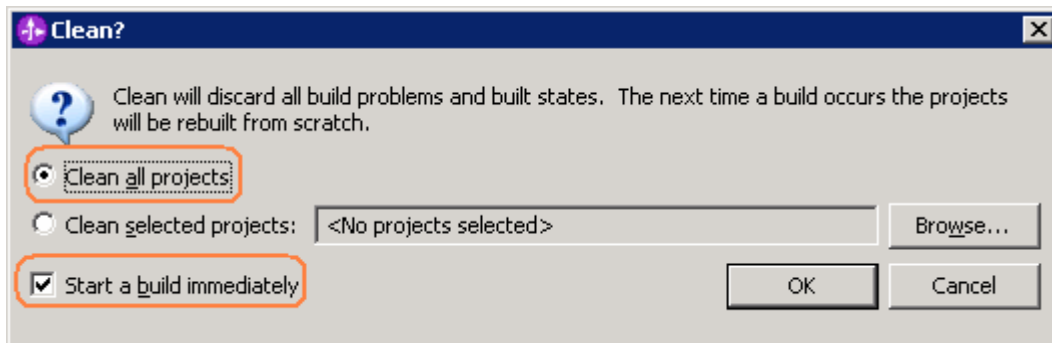 Clean?
Clean will discard all build problems and built states. The next time a build occurs the projects
will be rebuilt from scratch.
Clean all projects
Clean selected projects: <No projects selected> Browse...
Start a build immediately OK Cancel